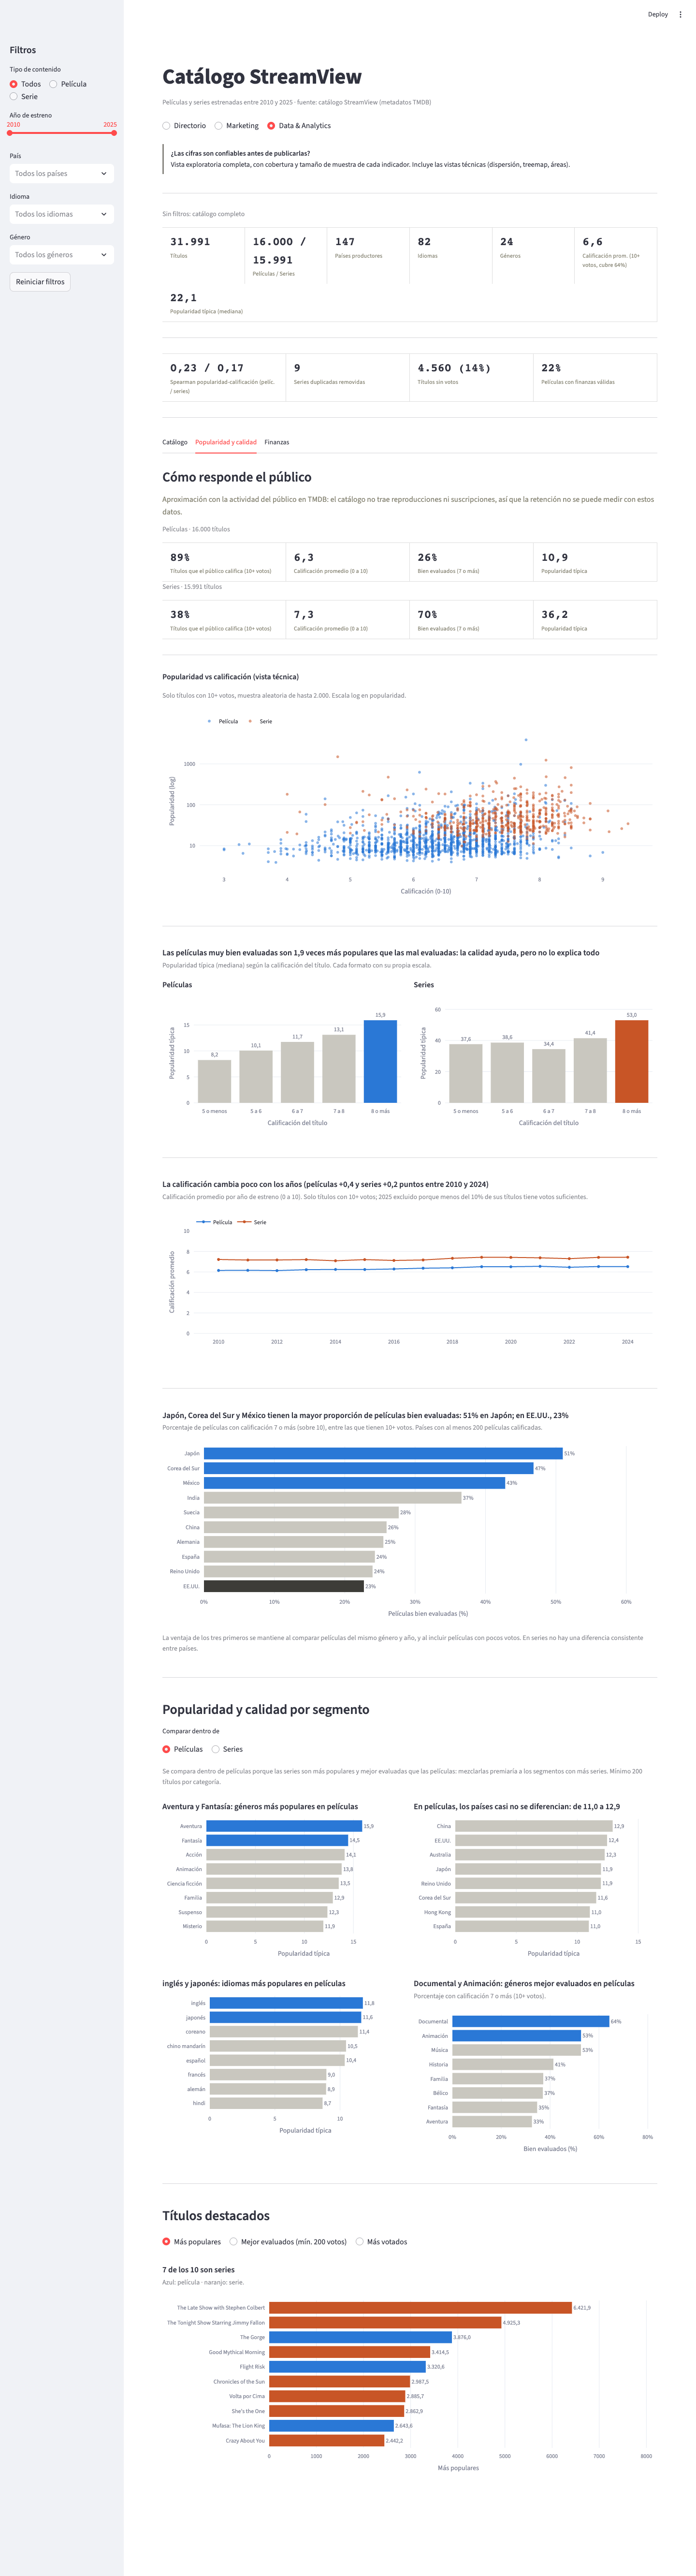 Deploy
Filtros
Tipo de contenido
Todos
Película
Serie
Año de estreno
2010
2025
País
Todos los países
Idioma
Todos los idiomas
Género
Todos los géneros
Reiniciar filtros
Catálogo StreamView
Películas y series estrenadas entre 2010 y 2025 · fuente: catálogo StreamView (metadatos TMDB)
Directorio
Marketing
Data & Analytics
¿Las cifras son confiables antes de publicarlas?
Vista exploratoria completa, con cobertura y tamaño de muestra de cada indicador. Incluye las vistas técnicas (dispersión, treemap, áreas).
Sin filtros: catálogo completo
31.991
Títulos
16.000 /
15.991
Películas / Series
147
Países productores
82
Idiomas
24
Géneros
6,6
Calificación prom. (10+
votos, cubre 64%)
22,1
Popularidad típica (mediana)
0,23 / 0,17
Spearman popularidad-calificación (pelíc.
/ series)
9
Series duplicadas removidas
4.560 (14%)
Títulos sin votos
22%
Películas con finanzas válidas
Catálogo
Popularidad y calidad
Finanzas
Cómo responde el público
Aproximación con la actividad del público en TMDB: el catálogo no trae reproducciones ni suscripciones, así que la retención no se puede medir con estos
datos.
Películas · 16.000 títulos
89%
Títulos que el público califica (10+ votos)
6,3
Calificación promedio (0 a 10)
26%
Bien evaluados (7 o más)
10,9
Popularidad típica
Series · 15.991 títulos
38%
Títulos que el público califica (10+ votos)
7,3
Calificación promedio (0 a 10)
70%
Bien evaluados (7 o más)
36,2
Popularidad típica
Popularidad vs calificación (vista técnica)
Solo títulos con 10+ votos, muestra aleatoria de hasta 2.000. Escala log en popularidad.
Película
Serie
1000
100
10
Popularidad (log)
3
4
5
6
7
8
9
Calificación (0-10)
Las películas muy bien evaluadas son 1,9 veces más populares que las mal evaluadas: la calidad ayuda, pero no lo explica todo
Popularidad típica (mediana) según la calificación del título. Cada formato con su propia escala.
Películas
15
10
5
0
Popularidad típica
8,2
10,1
11,7
13,1
15,9
5 o menos
5 a 6
6 a 7
7 a 8
8 o más
Calificación del título
Series
60
40
20
0
Popularidad típica
37,6
38,6
34,4
41,4
53,0
5 o menos
5 a 6
6 a 7
7 a 8
8 o más
Calificación del título
La calificación cambia poco con los años (películas +0,4 y series +0,2 puntos entre 2010 y 2024)
Calificación promedio por año de estreno (0 a 10). Solo títulos con 10+ votos; 2025 excluido porque menos del 10% de sus títulos tiene votos suficientes.
Película
Serie
10
8
6
4
2
0
Calificación promedio
2010
2012
2014
2016
2018
2020
2022
2024
Japón, Corea del Sur y México tienen la mayor proporción de películas bien evaluadas: 51% en Japón; en EE.UU., 23%
Porcentaje de películas con calificación 7 o más (sobre 10), entre las que tienen 10+ votos. Países con al menos 200 películas calificadas.
Japón 51%
Corea del Sur 47%
México 43%
India 37%
Suecia 28%
China 26%
Alemania 25%
España 24%
Reino Unido 24%
EE.UU. 23%
0%
10%
20%
30%
40%
50%
60%
Películas bien evaluadas (%)
La ventaja de los tres primeros se mantiene al comparar películas del mismo género y año, y al incluir películas con pocos votos. En series no hay una diferencia consistente
entre países.
Popularidad y calidad por segmento
Comparar dentro de
Películas
Series
Se compara dentro de películas porque las series son más populares y mejor evaluadas que las películas: mezclarlas premiaría a los segmentos con más series. Mínimo 200
títulos por categoría.
Aventura y Fantasía: géneros más populares en películas
Aventura 15,9
Fantasía 14,5
Acción 14,1
Animación 13,8
Ciencia ficción 13,5
Familia 12,9
Suspenso 12,3
Misterio 11,9
0
5
10
15
Popularidad típica
En películas, los países casi no se diferencian: de 11,0 a 12,9
China 12,9
EE.UU. 12,4
Australia 12,3
Japón 11,9
Reino Unido 11,9
Corea del Sur 11,6
Hong Kong 11,0
España 11,0
0
5
10
15
Popularidad típica
inglés y japonés: idiomas más populares en películas
inglés 11,8
japonés 11,6
coreano 11,4
chino mandarín 10,5
español 10,4
francés 9,0
alemán 8,9
hindi 8,7
0
5
10
Popularidad típica
Documental y Animación: géneros mejor evaluados en películas
Porcentaje con calificación 7 o más (10+ votos).
Documental 64%
Animación 53%
Música 53%
Historia 41%
Familia 37%
Bélico 37%
Fantasía 35%
Aventura 33%
0%
20%
40%
60%
80%
Bien evaluados (%)
Títulos destacados
Más populares
Mejor evaluados (mín. 200 votos)
Más votados
7 de los 10 son series
Azul: película · naranjo: serie.
The Late Show with Stephen Colbert 6.421,9
The Tonight Show Starring Jimmy Fallon 4.925,3
The Gorge 3.876,0
Good Mythical Morning 3.414,5
Flight Risk 3.320,6
Chronicles of the Sun 2.987,5
Volta por Cima 2.885,7
She's the One 2.862,9
Mufasa: The Lion King 2.643,6
Crazy About You 2.442,2
0
1000
2000
3000
4000
5000
6000
7000
8000
Más populares